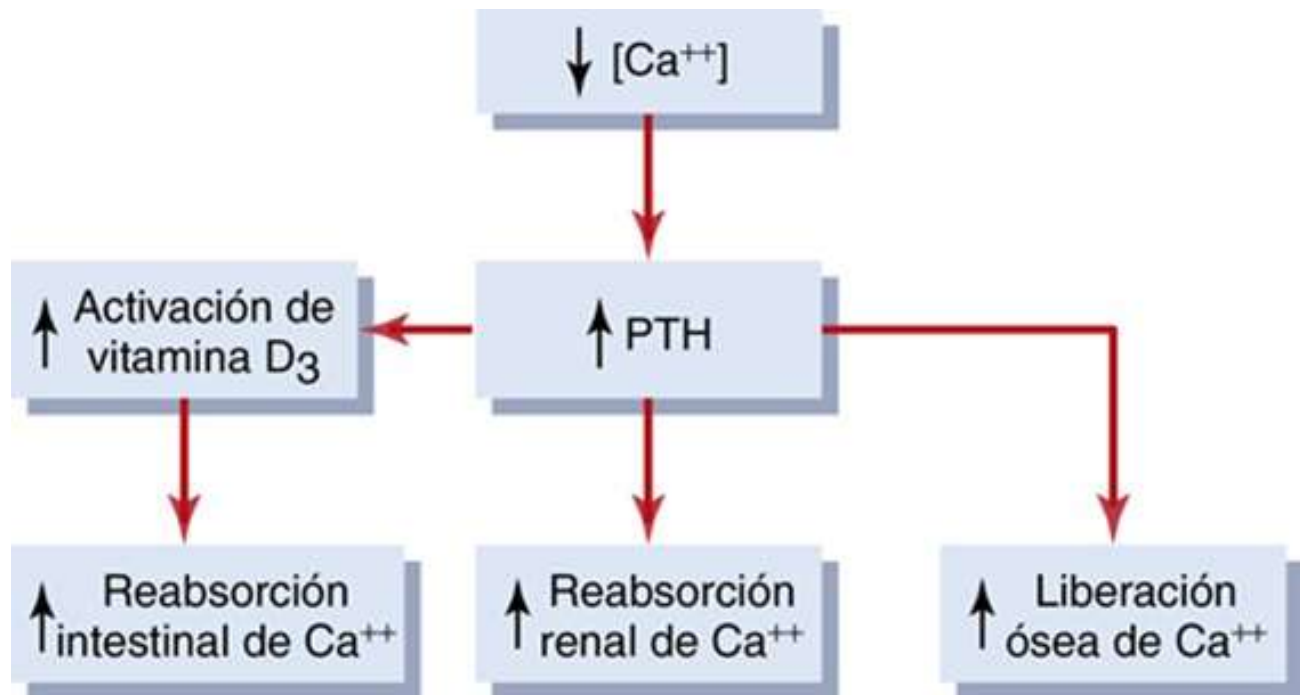 ↓ [Ca⁺⁺]
↑ Activación de
vitamina D₃
↑ PTH
↑ Reabsorción
intestinal de Ca⁺⁺
↑ Reabsorción
renal de Ca⁺⁺
↑ Liberación
ósea de Ca⁺⁺